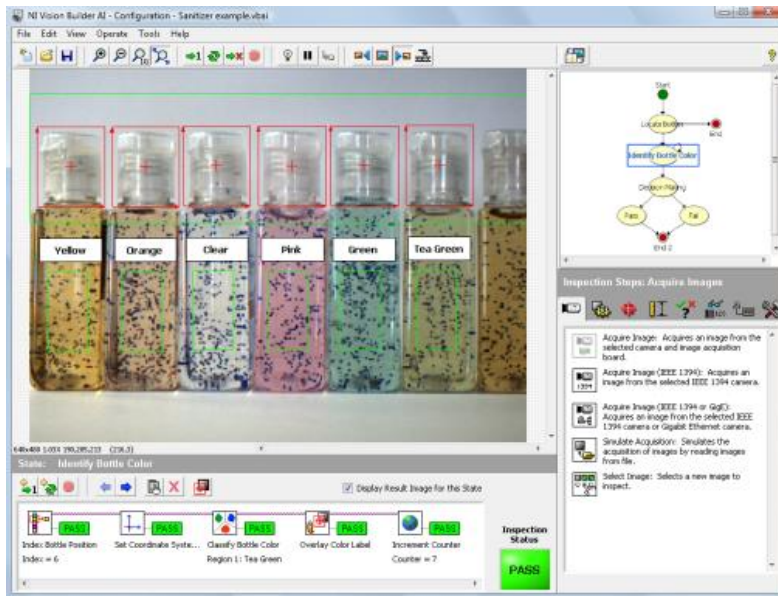 NI Vision Builder AI - Configuration - Sanitizer example.vbai
File Edit View Operate Tools Help
Start
Locate Bottles
End
Identify Bottle Color
Decision Making
Pass Fail
End 2
Yellow Orange Clear Pink Green Tea Green
Inspection Steps: Acquire Images
Acquire Image: Acquires an image from the
selected camera and image acquisition
board.
Acquire Image (IEEE 1394): Acquires an
image from the selected IEEE 1394 camera.
Acquire Image (IEEE 1394 or GigE):
Acquires an image from the selected IEEE
1394 camera or Gigabit Ethernet camera.
Simulate Acquisition: Simulates the
acquisition of images by reading images
from file.
Select Image: Selects a new image to
inspect.
State: Identify Bottle Color
Display Result Image for this State
PASS PASS PASS PASS PASS
Index Bottle Position Set Coordinate Syste... Classify Bottle Color Overlay Color Label Increment Counter
Index = 6 Region 1: Tea Green Counter = 7
Inspection
Status
PASS